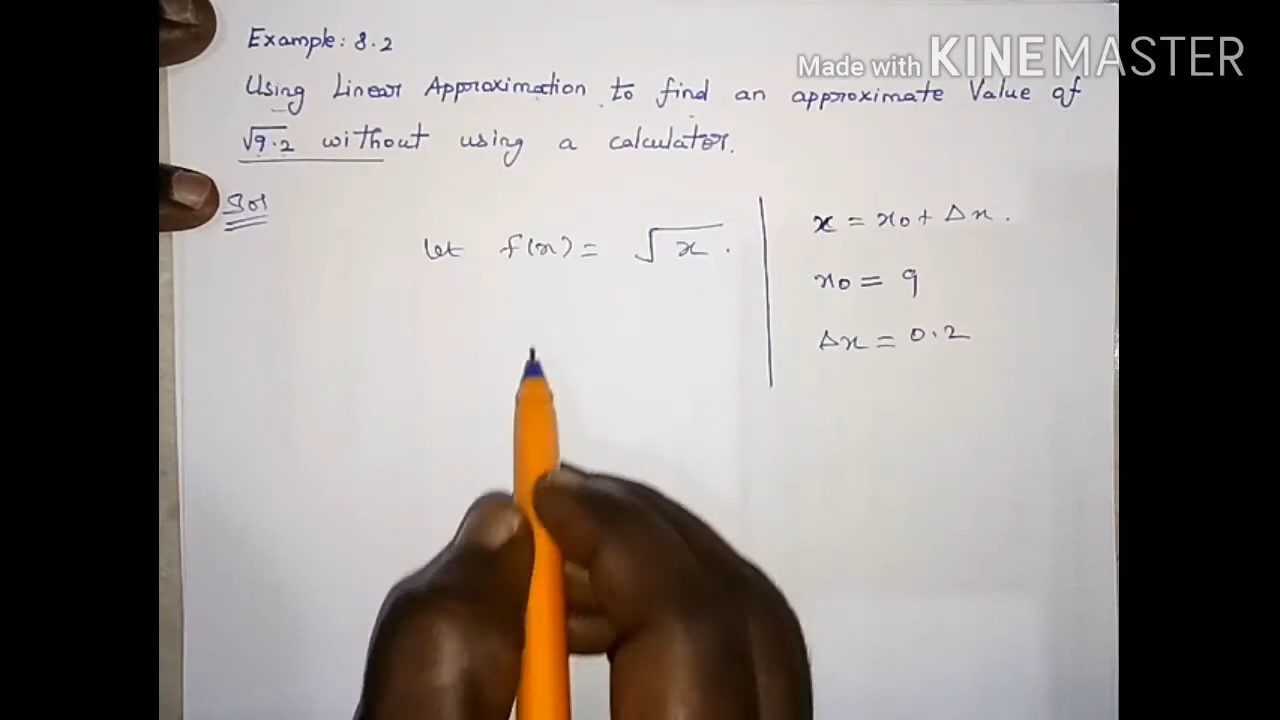 Example: 8.2
Made with KINEMASTER
Using Linear Approximation to find an approximate Value of
√9.2 without using a calculator.
Sol
let f(x) = √x.
x = x0 + Δx.
x0 = 9
Δx = 0.2